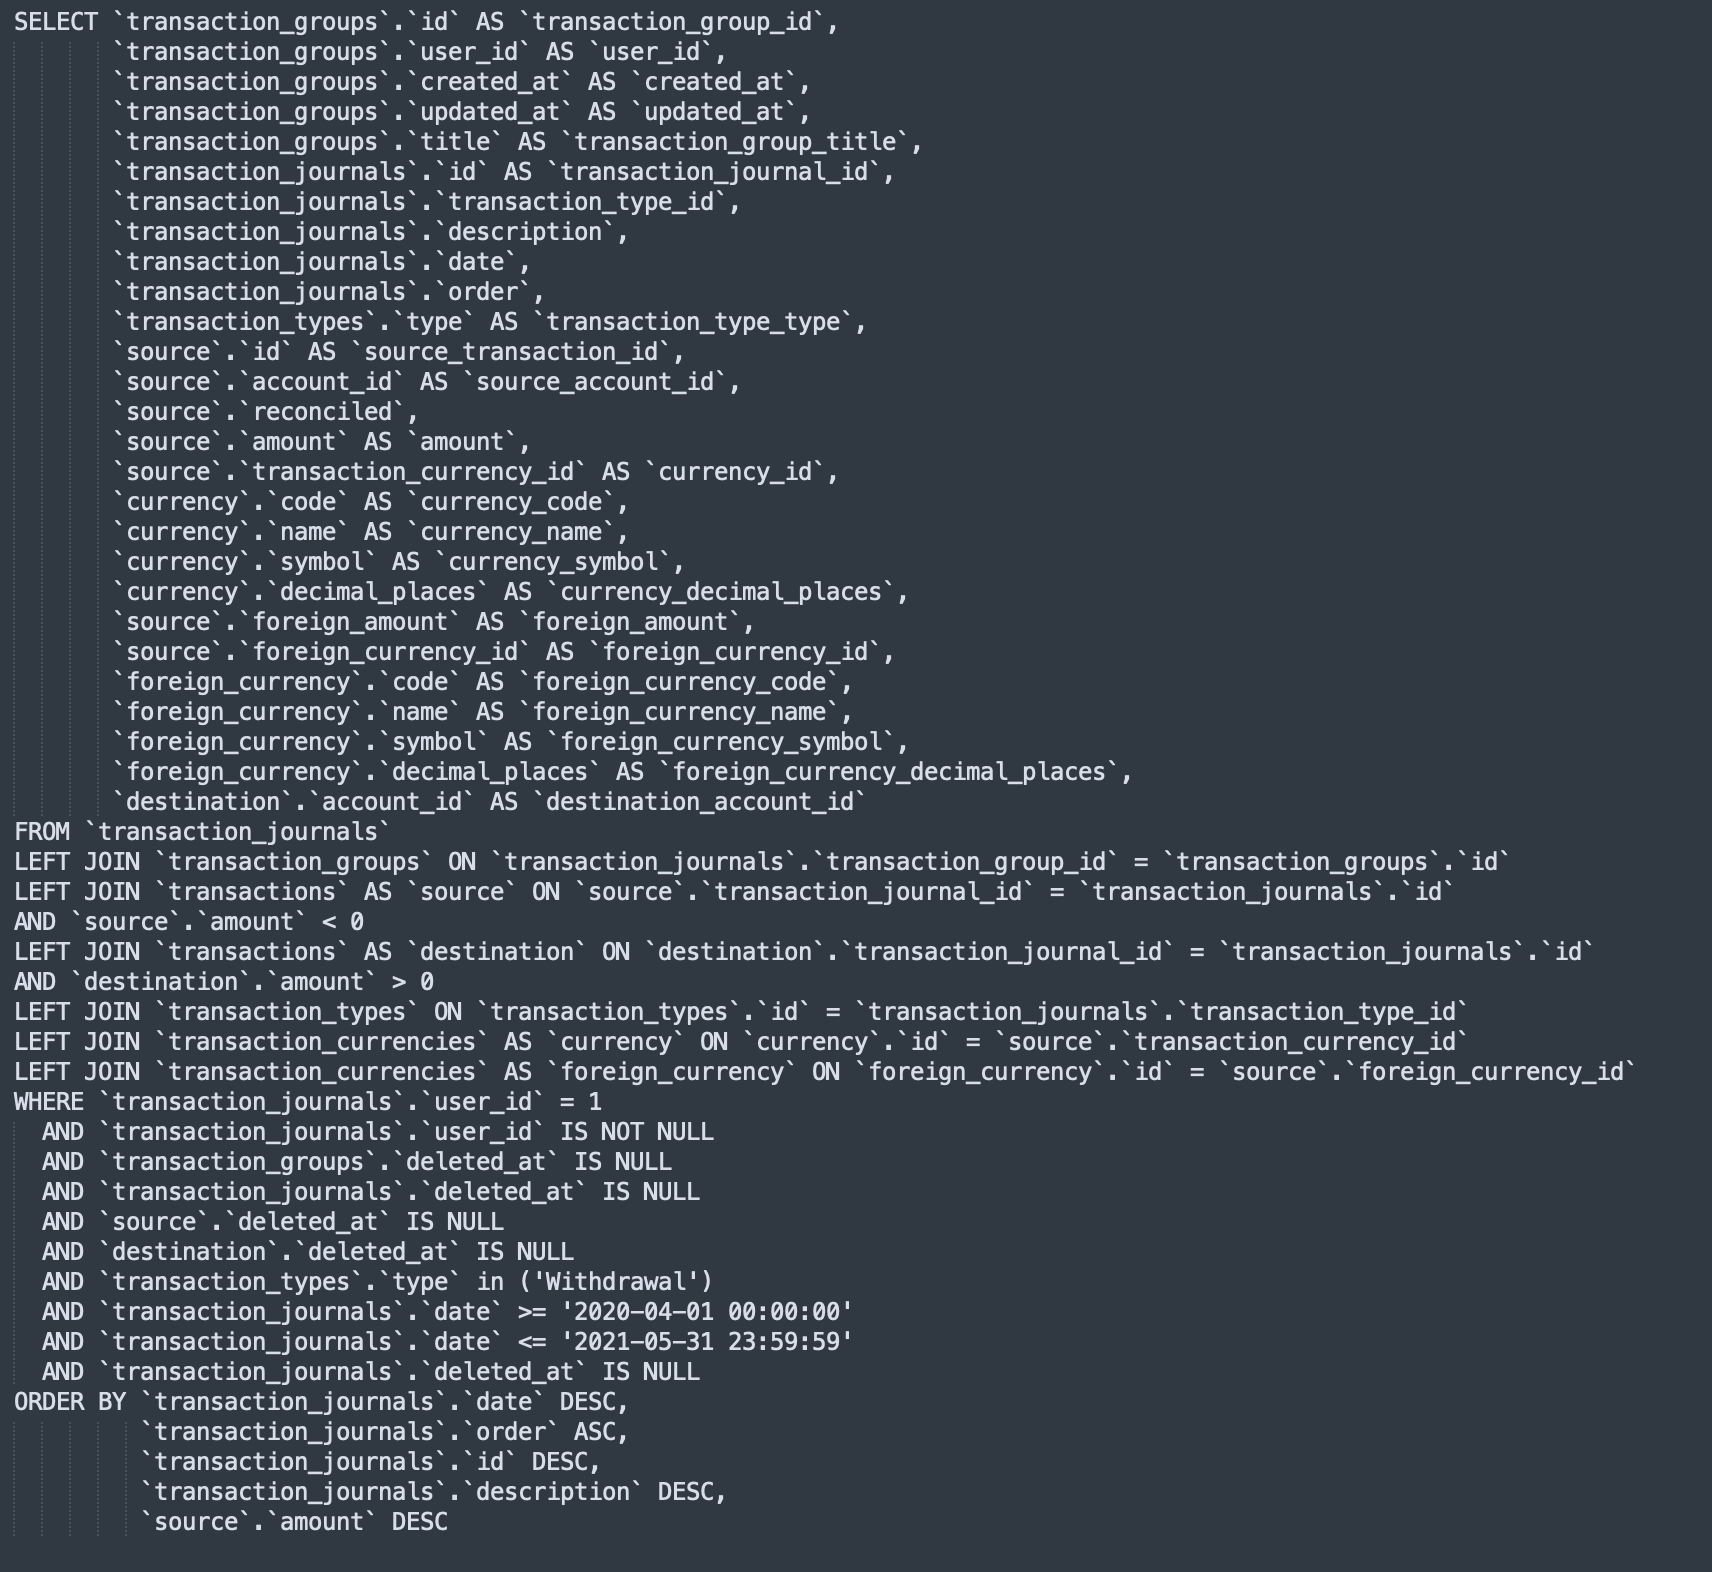 SELECT `transaction_groups`.`id` AS `transaction_group_id`,
`transaction_groups`.`user_id` AS `user_id`,
`transaction_groups`.`created_at` AS `created_at`,
`transaction_groups`.`updated_at` AS `updated_at`,
`transaction_groups`.`title` AS `transaction_group_title`,
`transaction_journals`.`id` AS `transaction_journal_id`,
`transaction_journals`.`transaction_type_id`,
`transaction_journals`.`description`,
`transaction_journals`.`date`,
`transaction_journals`.`order`,
`transaction_types`.`type` AS `transaction_type_type`,
`source`.`id` AS `source_transaction_id`,
`source`.`account_id` AS `source_account_id`,
`source`.`reconciled`,
`source`.`amount` AS `amount`,
`source`.`transaction_currency_id` AS `currency_id`,
`currency`.`code` AS `currency_code`,
`currency`.`name` AS `currency_name`,
`currency`.`symbol` AS `currency_symbol`,
`currency`.`decimal_places` AS `currency_decimal_places`,
`source`.`foreign_amount` AS `foreign_amount`,
`source`.`foreign_currency_id` AS `foreign_currency_id`,
`foreign_currency`.`code` AS `foreign_currency_code`,
`foreign_currency`.`name` AS `foreign_currency_name`,
`foreign_currency`.`symbol` AS `foreign_currency_symbol`,
`foreign_currency`.`decimal_places` AS `foreign_currency_decimal_places`,
`destination`.`account_id` AS `destination_account_id`
FROM `transaction_journals`
LEFT JOIN `transaction_groups` ON `transaction_journals`.`transaction_group_id` = `transaction_groups`.`id`
LEFT JOIN `transactions` AS `source` ON `source`.`transaction_journal_id` = `transaction_journals`.`id`
AND `source`.`amount` < 0
LEFT JOIN `transactions` AS `destination` ON `destination`.`transaction_journal_id` = `transaction_journals`.`id`
AND `destination`.`amount` > 0
LEFT JOIN `transaction_types` ON `transaction_types`.`id` = `transaction_journals`.`transaction_type_id`
LEFT JOIN `transaction_currencies` AS `currency` ON `currency`.`id` = `source`.`transaction_currency_id`
LEFT JOIN `transaction_currencies` AS `foreign_currency` ON `foreign_currency`.`id` = `source`.`foreign_currency_id`
WHERE `transaction_journals`.`user_id` = 1
AND `transaction_journals`.`user_id` IS NOT NULL
AND `transaction_groups`.`deleted_at` IS NULL
AND `transaction_journals`.`deleted_at` IS NULL
AND `source`.`deleted_at` IS NULL
AND `destination`.`deleted_at` IS NULL
AND `transaction_types`.`type` in ('Withdrawal')
AND `transaction_journals`.`date` >= '2020-04-01 00:00:00'
AND `transaction_journals`.`date` <= '2021-05-31 23:59:59'
AND `transaction_journals`.`deleted_at` IS NULL
ORDER BY `transaction_journals`.`date` DESC,
`transaction_journals`.`order` ASC,
`transaction_journals`.`id` DESC,
`transaction_journals`.`description` DESC,
`source`.`amount` DESC